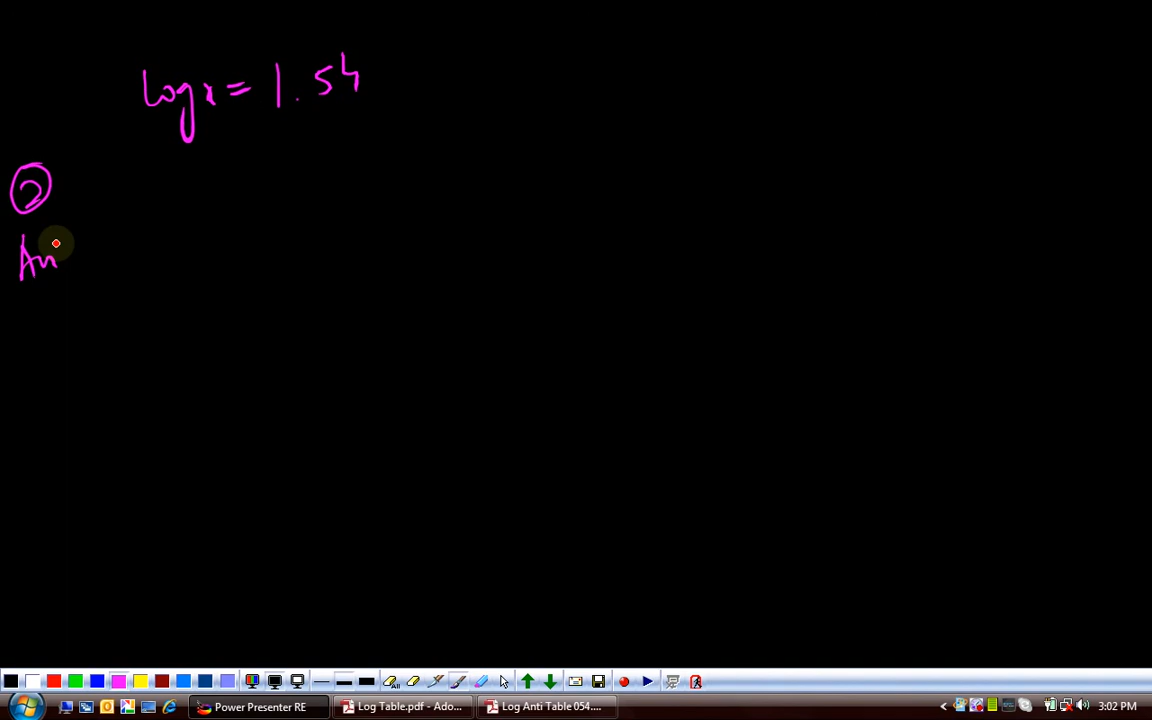 log x = 1.54
②
An
All
Power Presenter RE
Log Table.pdf - Ado...
Log Anti Table 054....
3:02 PM